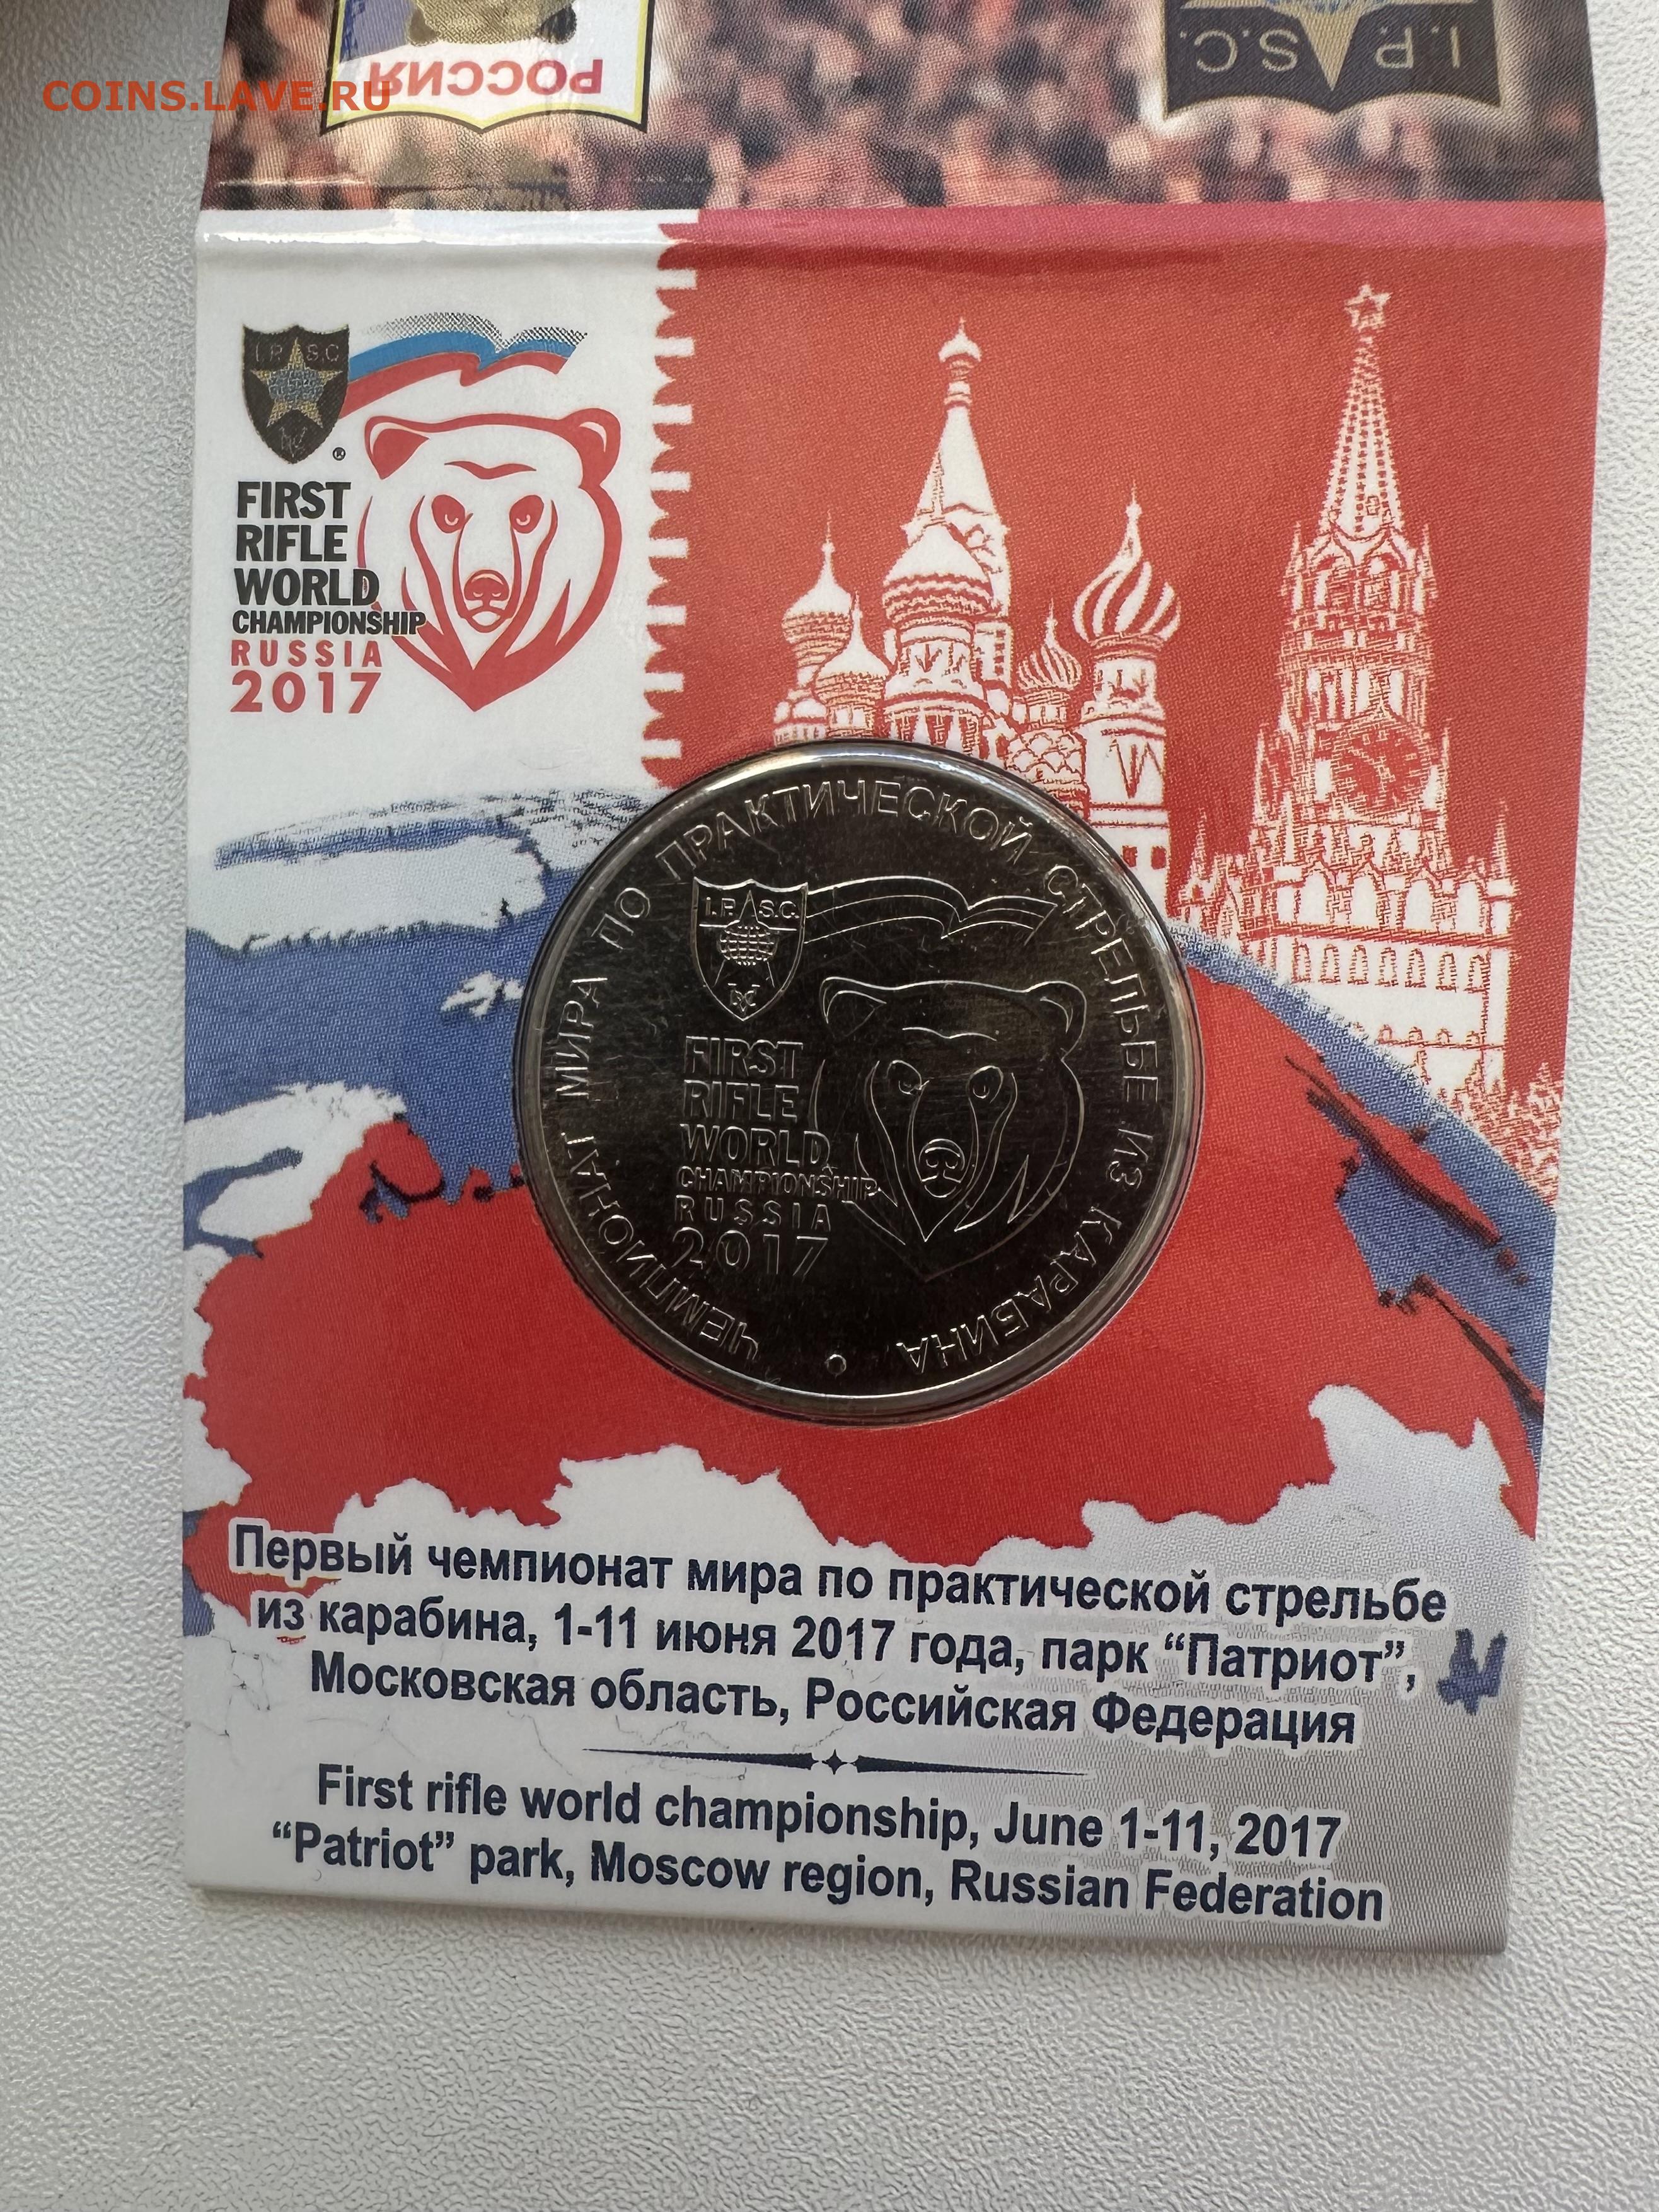 COINS.LAVE.RU
РОССИЯ
I.P.S.C.
I.P. S.C
®
FIRST
RIFLE
WORLD
CHAMPIONSHIP
RUSSIA
2017
ЧЕМПИОНАТ МИРА ПО ПРАКТИЧЕСКОЙ СТРЕЛЬБЕ ИЗ КАРАБИНА
I.P. S.C.
FIRST
RIFLE
WORLD
CHAMPIONSHIP
RUSSIA
2017
Первый чемпионат мира по практической стрельбе
из карабина, 1-11 июня 2017 года, парк “Патриот”,
Московская область, Российская Федерация
First rifle world championship, June 1-11, 2017
“Patriot” park, Moscow region, Russian Federation